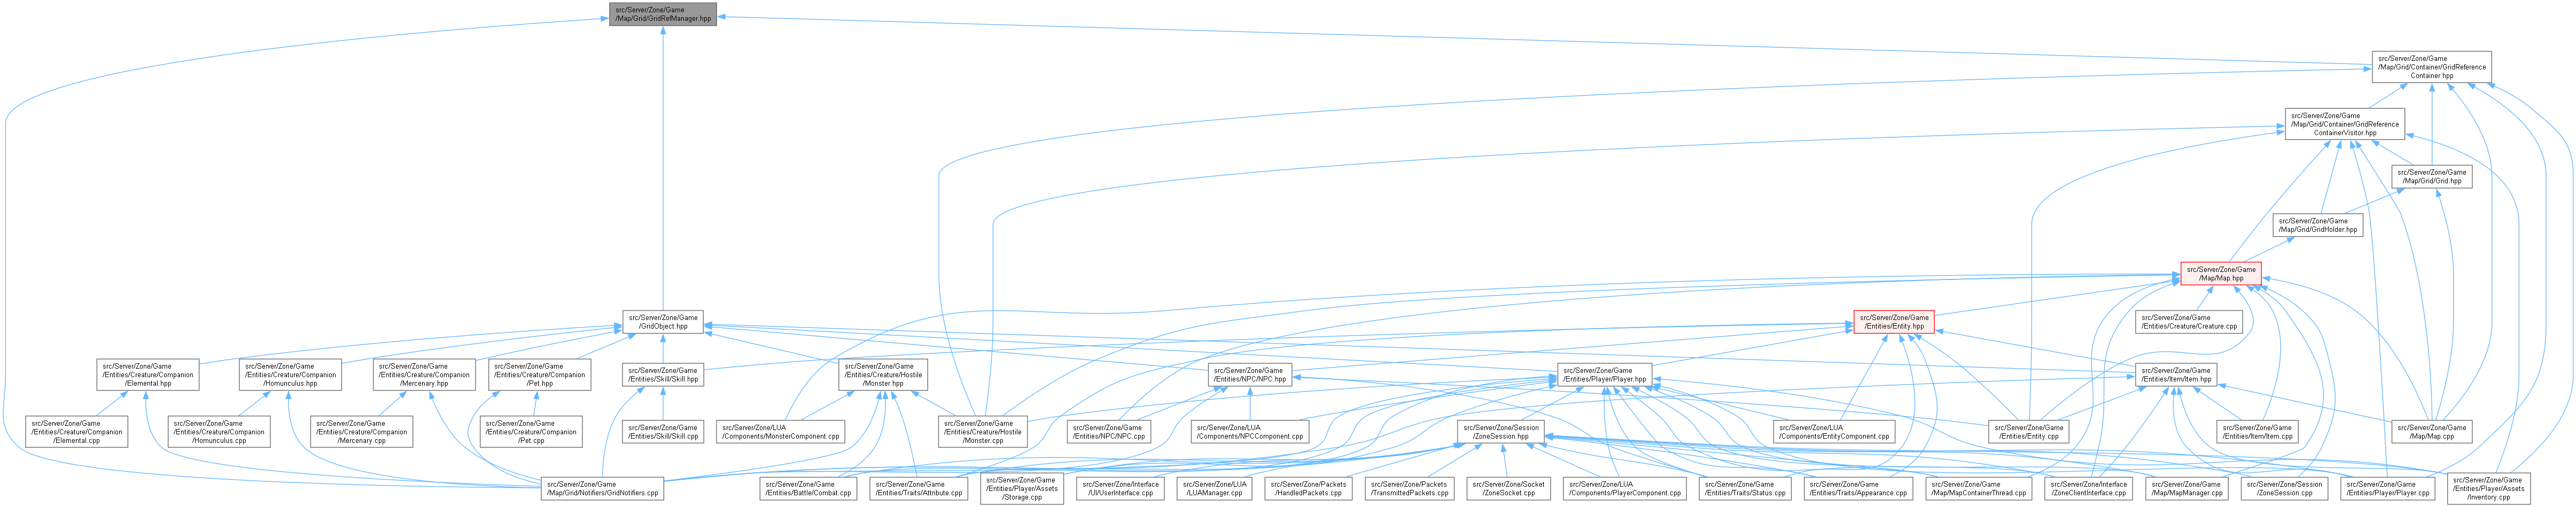 src/Server/Zone/Game
/Map/Grid/GridRefManager.hpp
src/Server/Zone/Game
/Map/Grid/Container/GridReference
Container.hpp
src/Server/Zone/Game
/Map/Grid/Container/GridReference
ContainerVisitor.hpp
src/Server/Zone/Game
/Map/Grid/Grid.hpp
src/Server/Zone/Game
/Map/Grid/GridHolder.hpp
src/Server/Zone/Game
/Map/Map.hpp
src/Server/Zone/Game
/GridObject.hpp
src/Server/Zone/Game
/Entities/Entity.hpp
src/Server/Zone/Game
/Entities/Creature/Creature.cpp
src/Server/Zone/Game
/Entities/Creature/Companion
/Elemental.hpp
src/Server/Zone/Game
/Entities/Creature/Companion
/Homunculus.hpp
src/Server/Zone/Game
/Entities/Creature/Companion
/Mercenary.hpp
src/Server/Zone/Game
/Entities/Creature/Companion
/Pet.hpp
src/Server/Zone/Game
/Entities/Skill/Skill.hpp
src/Server/Zone/Game
/Entities/Creature/Hostile
/Monster.hpp
src/Server/Zone/Game
/Entities/NPC/NPC.hpp
src/Server/Zone/Game
/Entities/Player/Player.hpp
src/Server/Zone/Game
/Entities/Item/Item.hpp
src/Server/Zone/Game
/Entities/Creature/Companion
/Elemental.cpp
src/Server/Zone/Game
/Entities/Creature/Companion
/Homunculus.cpp
src/Server/Zone/Game
/Entities/Creature/Companion
/Mercenary.cpp
src/Server/Zone/Game
/Entities/Creature/Companion
/Pet.cpp
src/Server/Zone/Game
/Entities/Skill/Skill.cpp
src/Server/Zone/LUA
/Components/MonsterComponent.cpp
src/Server/Zone/Game
/Entities/Creature/Hostile
/Monster.cpp
src/Server/Zone/Game
/Entities/NPC/NPC.cpp
src/Server/Zone/LUA
/Components/NPCComponent.cpp
src/Server/Zone/Session
/ZoneSession.hpp
src/Server/Zone/LUA
/Components/EntityComponent.cpp
src/Server/Zone/Game
/Entities/Entity.cpp
src/Server/Zone/Game
/Entities/Item/Item.cpp
src/Server/Zone/Game
/Map/Map.cpp
src/Server/Zone/Game
/Map/Grid/Notifiers/GridNotifiers.cpp
src/Server/Zone/Game
/Entities/Battle/Combat.cpp
src/Server/Zone/Game
/Entities/Traits/Attribute.cpp
src/Server/Zone/Game
/Entities/Player/Assets
/Storage.cpp
src/Server/Zone/Interface
/UI/UserInterface.cpp
src/Server/Zone/LUA
/LUAManager.cpp
src/Server/Zone/Packets
/HandledPackets.cpp
src/Server/Zone/Packets
/TransmittedPackets.cpp
src/Server/Zone/Socket
/ZoneSocket.cpp
src/Server/Zone/LUA
/Components/PlayerComponent.cpp
src/Server/Zone/Game
/Entities/Traits/Status.cpp
src/Server/Zone/Game
/Entities/Traits/Appearance.cpp
src/Server/Zone/Game
/Map/MapContainerThread.cpp
src/Server/Zone/Interface
/ZoneClientInterface.cpp
src/Server/Zone/Game
/Map/MapManager.cpp
src/Server/Zone/Session
/ZoneSession.cpp
src/Server/Zone/Game
/Entities/Player/Player.cpp
src/Server/Zone/Game
/Entities/Player/Assets
/Inventory.cpp